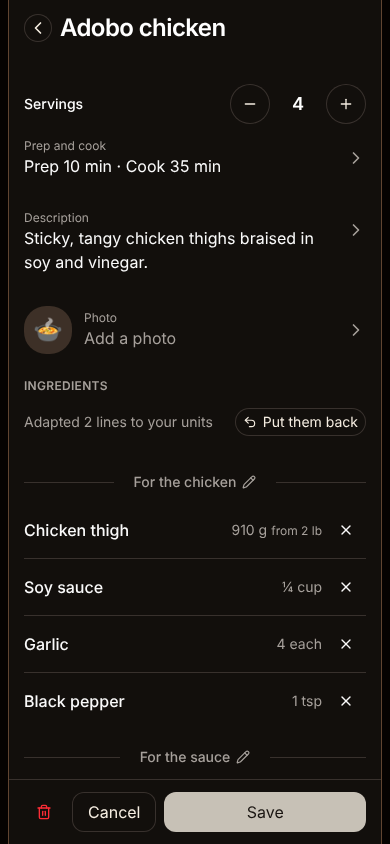 Adobo chicken
Servings
4
Prep and cook
Prep 10 min · Cook 35 min
Description
Sticky, tangy chicken thighs braised in
soy and vinegar.
Photo
Add a photo
INGREDIENTS
Adapted 2 lines to your units
Put them back
For the chicken
Chicken thigh 910 g from 2 lb
Soy sauce ¼ cup
Garlic 4 each
Black pepper 1 tsp
For the sauce
Cancel Save